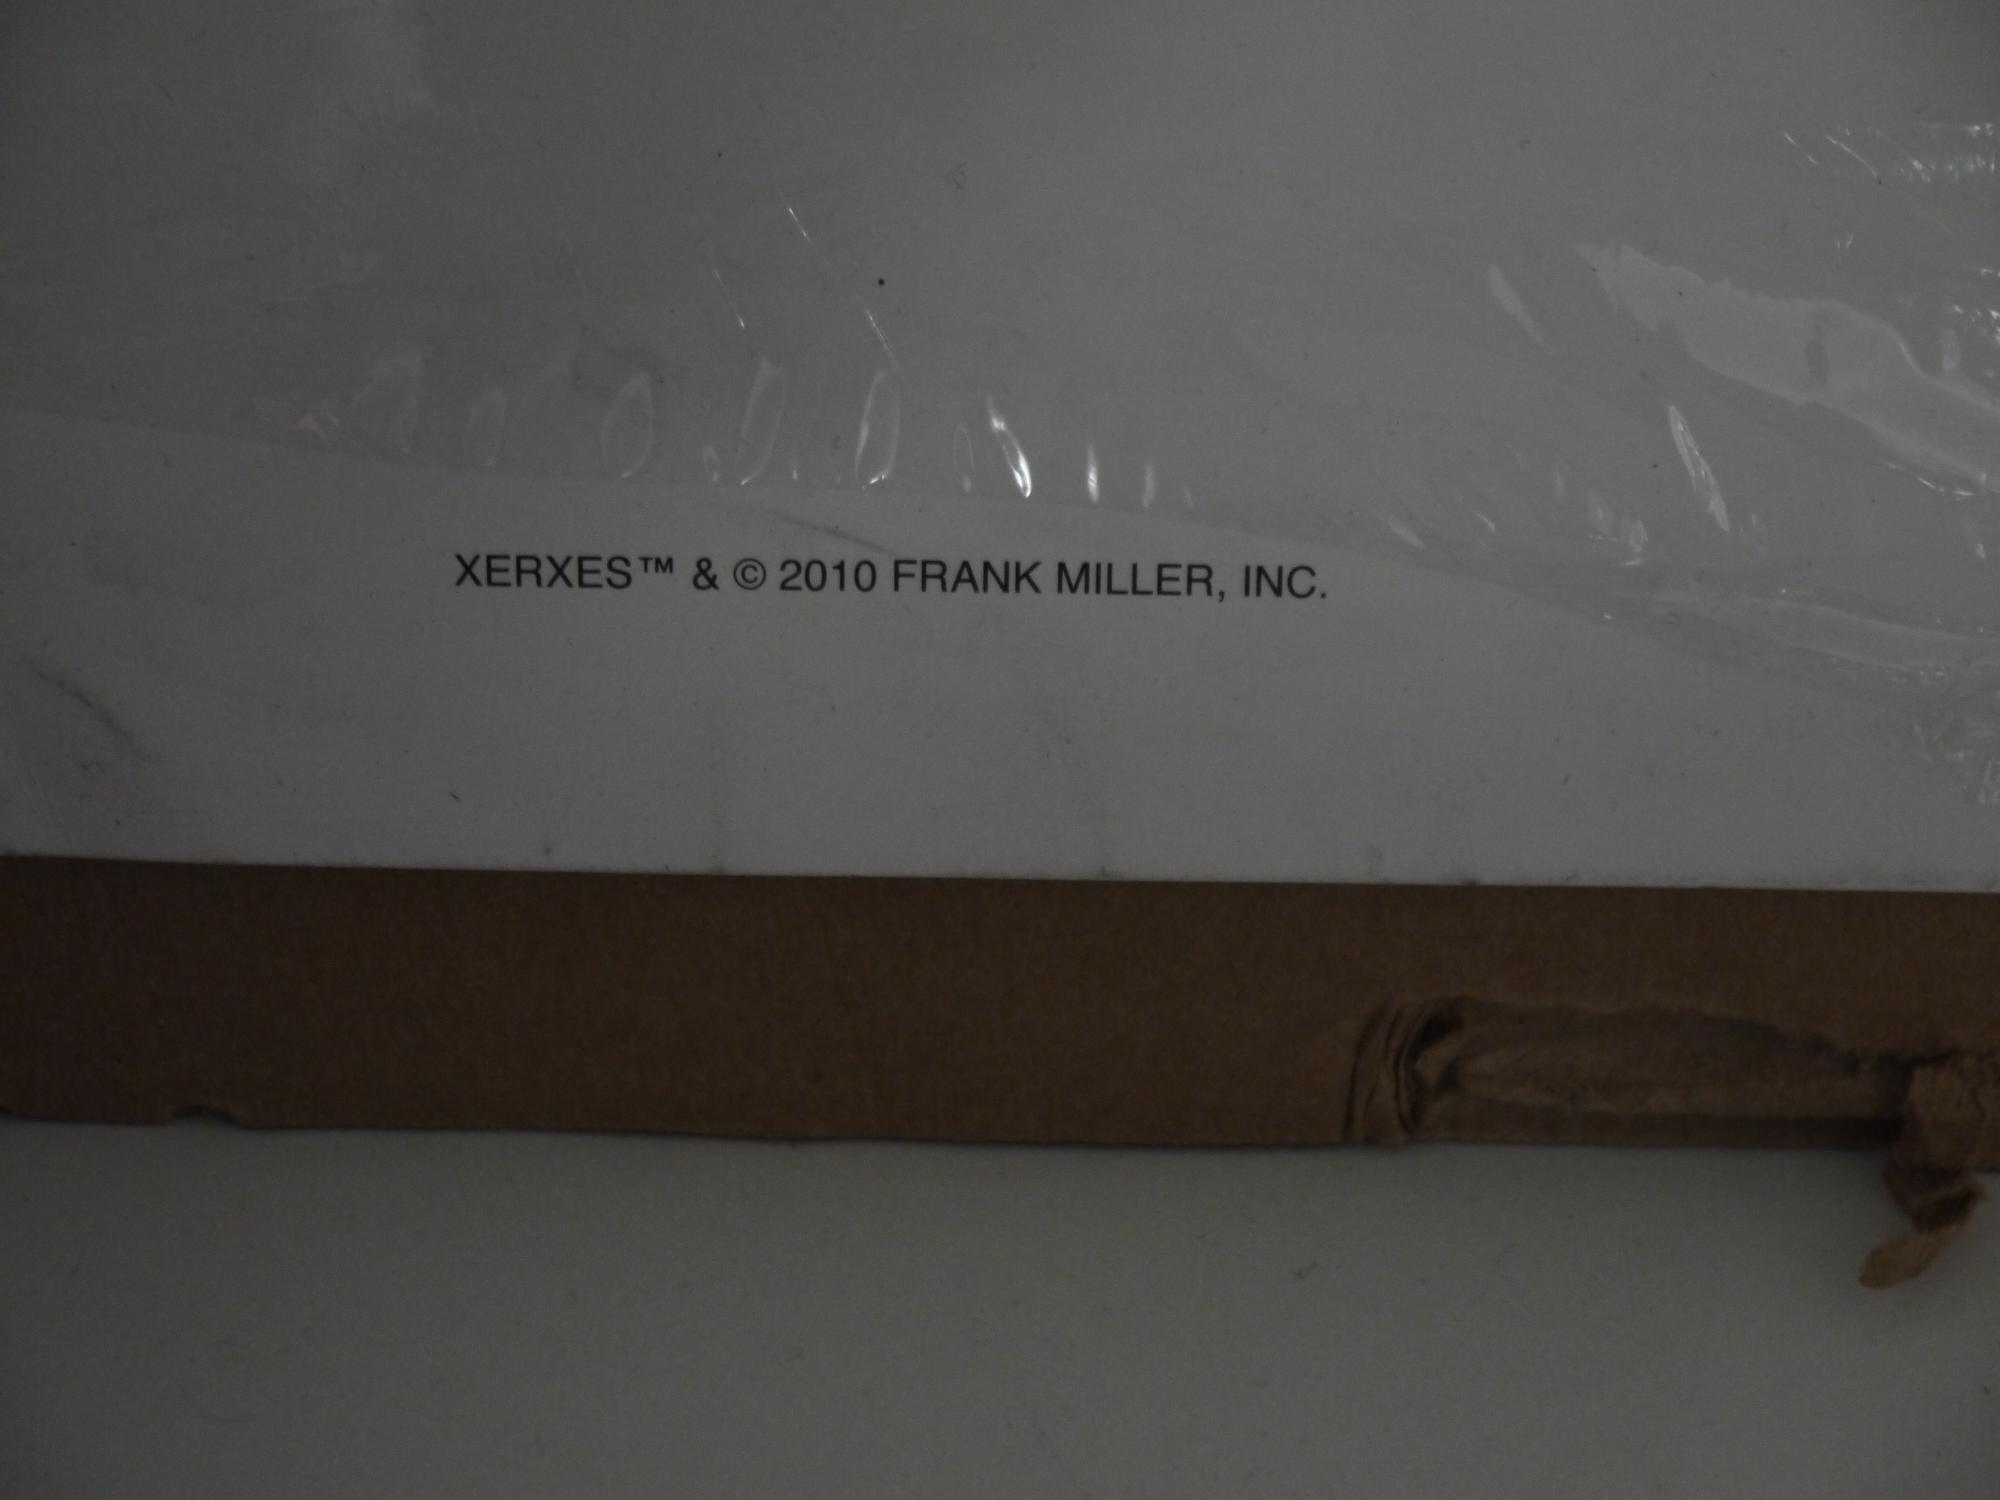 XERXES™ & © 2010 FRANK MILLER, INC.